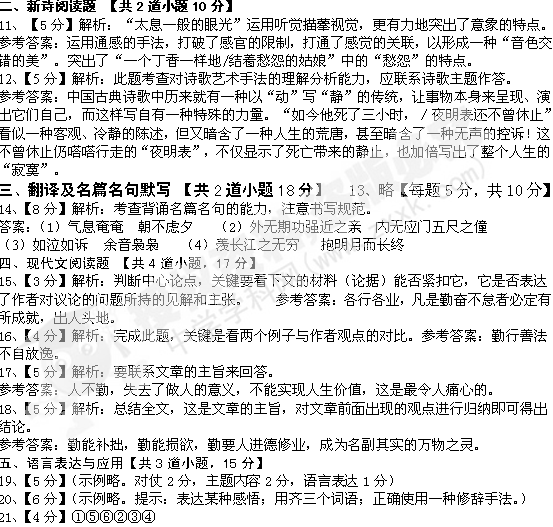 二、新诗阅读题 【共2道小题10分】
11、【5分】解析：“太息一般的眼光”运用听觉描摹视觉，更有力地突出了意象的特点。
参考答案：运用通感的手法，打破了感官的限制，打通了感觉的关联，以形成一种“音色交
错的美”。突出了“一个丁香一样地/结着愁怨的姑娘”中的“愁怨”的特点。
12、【5分】解析：此题考查对诗歌艺术手法的理解分析能力，应联系诗歌主题作答。
参考答案：中国古典诗歌中历来就有一种以“动”写“静”的传统，让事物本身来呈现、演
出它们自己，而这样写自有一种特殊的力量。“如今他死了三小时，/夜明表还不曾休止”
看似一种客观、冷静的陈述，但又暗含了一种人生的荒唐，甚至暗含了一种无声的控诉！这
不曾休止仍嗒嗒行走的“夜明表”，不仅显示了死亡带来的静止，也加倍写出了整个人生的
“寂寞”。
三、翻译及名篇名句默写 【共2道小题18分】 13、略【每题5分，共10分】
14、【8分】解析：考查背诵名篇名句的能力，注意书写规范。
答案：（1）气息奄奄 朝不虑夕 （2）外无期功强近之亲 内无应门五尺之僮
（3）如泣如诉 余音袅袅 （4）羡长江之无穷 抱明月而长终
四、现代文阅读题 【共4道小题，17分】
15、【3分】解析：判断中心论点，关键要看下文的材料（论据）能否紧扣它，它是否表达
了作者对议论的问题所持的见解和主张。 参考答案：各行各业，凡是勤奋不怠者必定有
所成就，出人头地。
16、【4分】解析：完成此题，关键是看两个例子与作者观点的对比。参考答案：勤行善法
不自放逸。
17、【5分】解析：要联系文章的主旨来回答。
参考答案：人不勤，失去了做人的意义，不能实现人生价值，这是最令人痛心的。
18、【5分】解析：总结全文，这是文章的主旨，对文章前面出现的观点进行归纳即可得出
结论。
参考答案：勤能补拙，勤能损欲，勤要人进德修业，成为名副其实的万物之灵。
五、语言表达与应用【共3道小题，15分】
19、【5分】（示例略。对仗2分，主题内容2分，语言表达1分）
20、【6分】（示例略。提示：表达某种感悟；用齐三个词语；正确使用一种修辞手法。）
21、【4分】①⑤⑥②③④